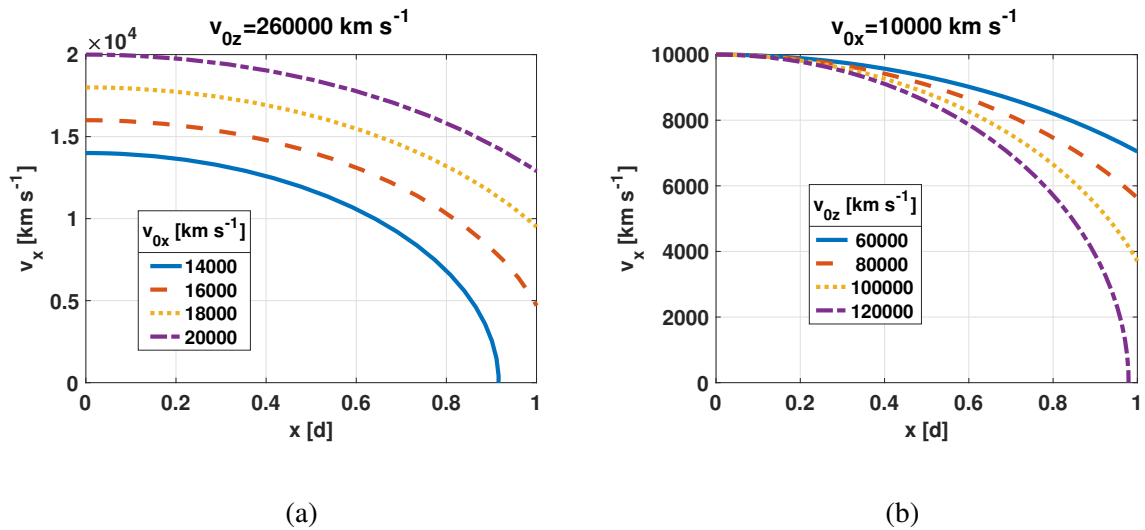 v0z=260000 km s-1
×10^4
2
1.5
1
0.5
0
vx [km s-1]
v0x [km s-1]
14000
16000
18000
20000
0 0.2 0.4 0.6 0.8 1
x [d]
(a)
v0x=10000 km s-1
10000
8000
6000
4000
2000
0
vx [km s-1]
v0z [km s-1]
60000
80000
100000
120000
0 0.2 0.4 0.6 0.8 1
x [d]
(b)